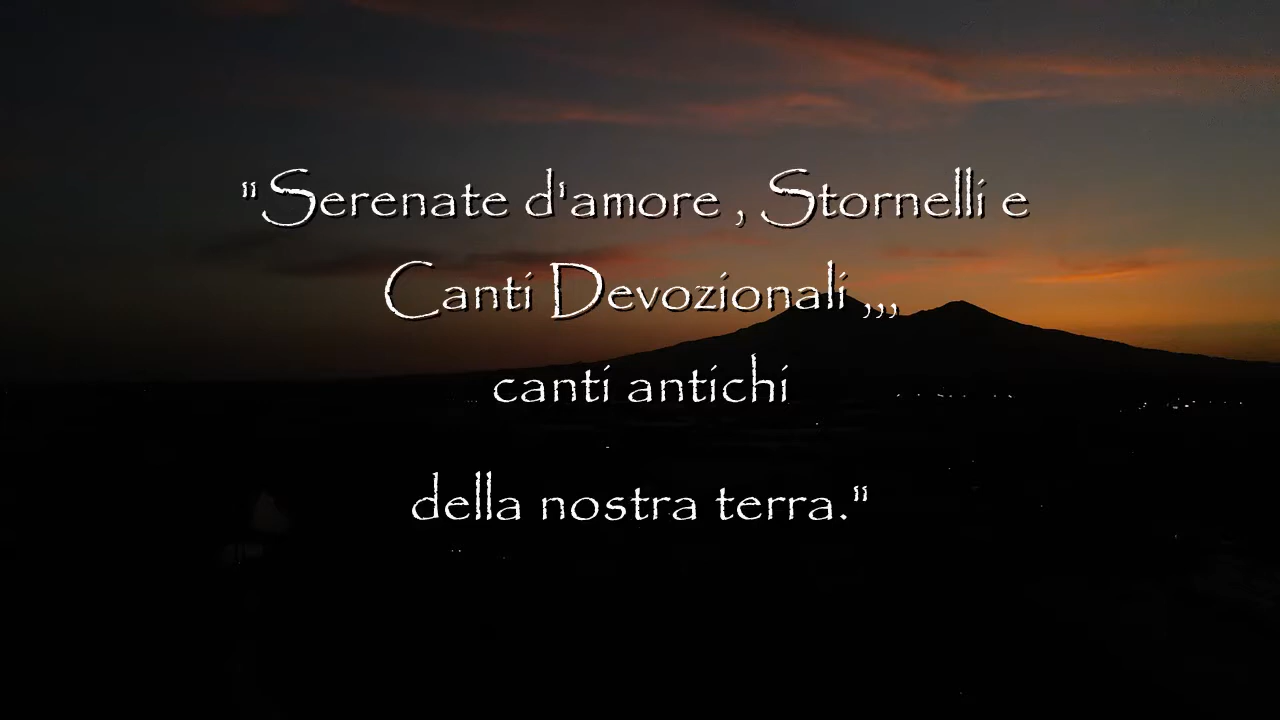 "Serenate d'amore , Stornelli e
Canti Devozionali ,,,
canti antichi
della nostra terra."